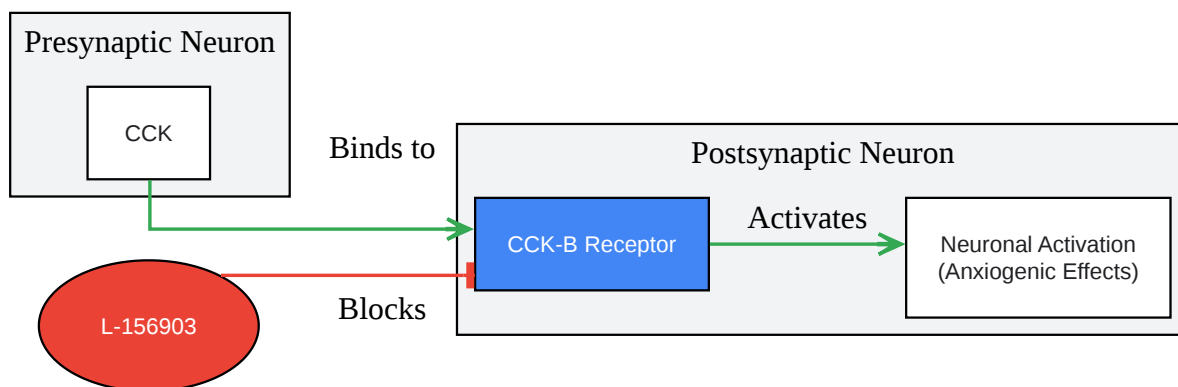 Presynaptic Neuron
CCK
Binds to
Postsynaptic Neuron
CCK-B Receptor
Activates
Neuronal Activation
(Anxiogenic Effects)
Blocks
L-156903